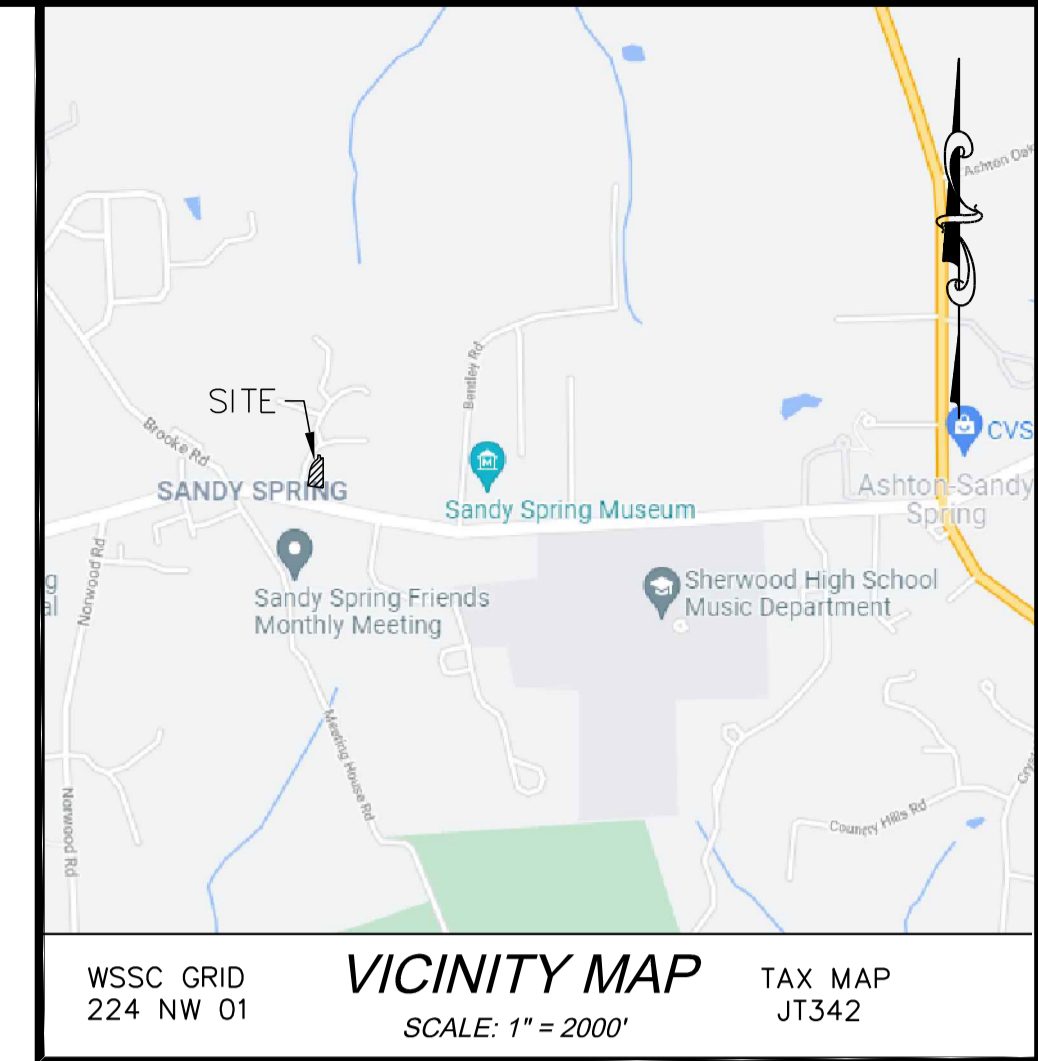 Ashton Oak
Bentley Rd
SITE
Brooke Rd
CVS
SANDY SPRING
Ashton-Sandy
Spring
Sandy Spring Museum
Norwood Rd
g
al
Sandy Spring Friends
Monthly Meeting
Sherwood High School
Music Department
Meeting House Rd
Norwood Rd
Country Hills Rd
WSSC GRID
224 NW 01
VICINITY MAP
SCALE: 1" = 2000'
TAX MAP
JT342